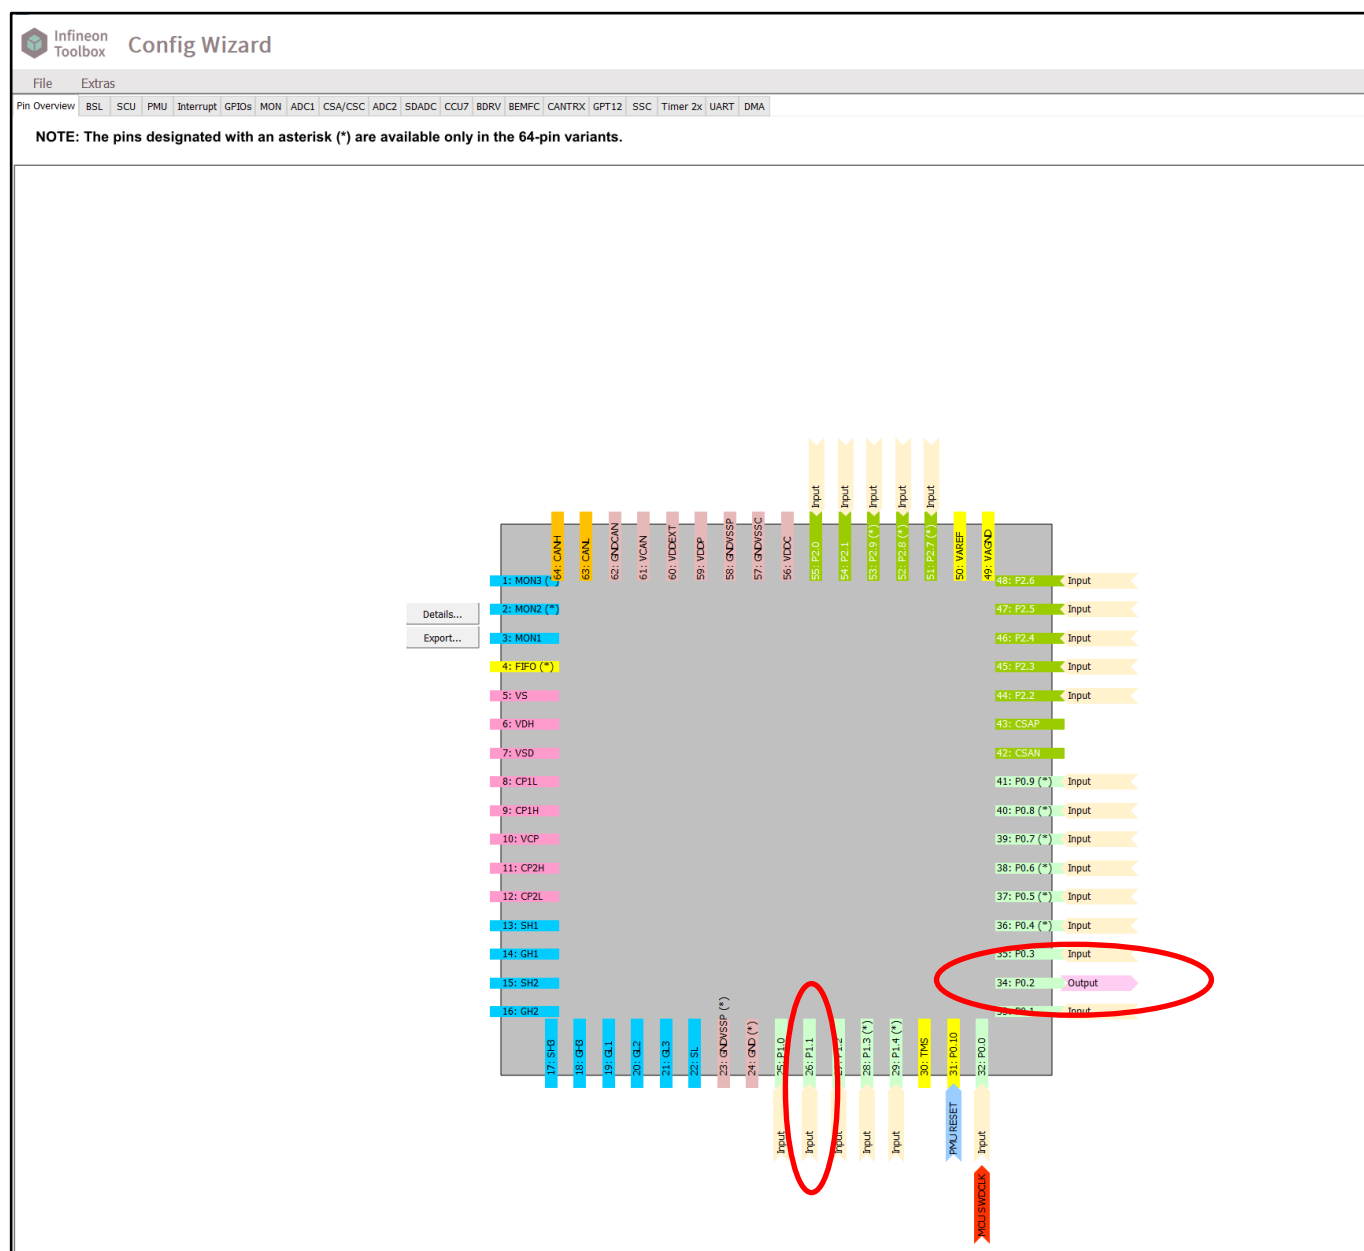 Infineon
Toolbox
Config Wizard
File Extras
Pin Overview BSL SCU PMU Interrupt GPIOs MON ADC1 CSA/CSC ADC2 SDADC CCU7 BDRV BEMFC CANTRX GPT12 SSC Timer 2x UART DMA
NOTE: The pins designated with an asterisk (*) are available only in the 64-pin variants.
Input Input Input Input Input
64: CANH
63: CANL
62: GNDCAN
61: VCAN
60: VDDEXT
59: VDDP
58: GNDVSSP
57: GNDVSSC
56: VDDC
55: P2.0
54: P2.1
53: P2.9 (*)
52: P2.8 (*)
51: P2.7 (*)
50: VAREF
49: VAGND
Details...
Export...
1: MON3 (*
2: MON2 (*)
3: MON1
4: FIFO (*)
5: VS
6: VDH
7: VSD
8: CP1L
9: CP1H
10: VCP
11: CP2H
12: CP2L
13: SH1
14: GH1
15: SH2
16: GH2
48: P2.6 Input
47: P2.5 Input
46: P2.4 Input
45: P2.3 Input
44: P2.2 Input
43: CSAP
42: CSAN
41: P0.9 (*) Input
40: P0.8 (*) Input
39: P0.7 (*) Input
38: P0.6 (*) Input
37: P0.5 (*) Input
36: P0.4 (*) Input
35: P0.3 Input
34: P0.2 Output
33: P0.1 Input
17: SH3
18: GH3
19: GL1
20: GL2
21: GL3
22: SL
23: GNDVSSP (*)
24: GND (*)
25: P1.0
26: P1.1
27: P1.2
28: P1.3 (*)
29: P1.4 (*)
30: TMS
31: P0.10
32: P0.0
Input Input Input Input Input PMU RESET Input
MCU SWDCLK